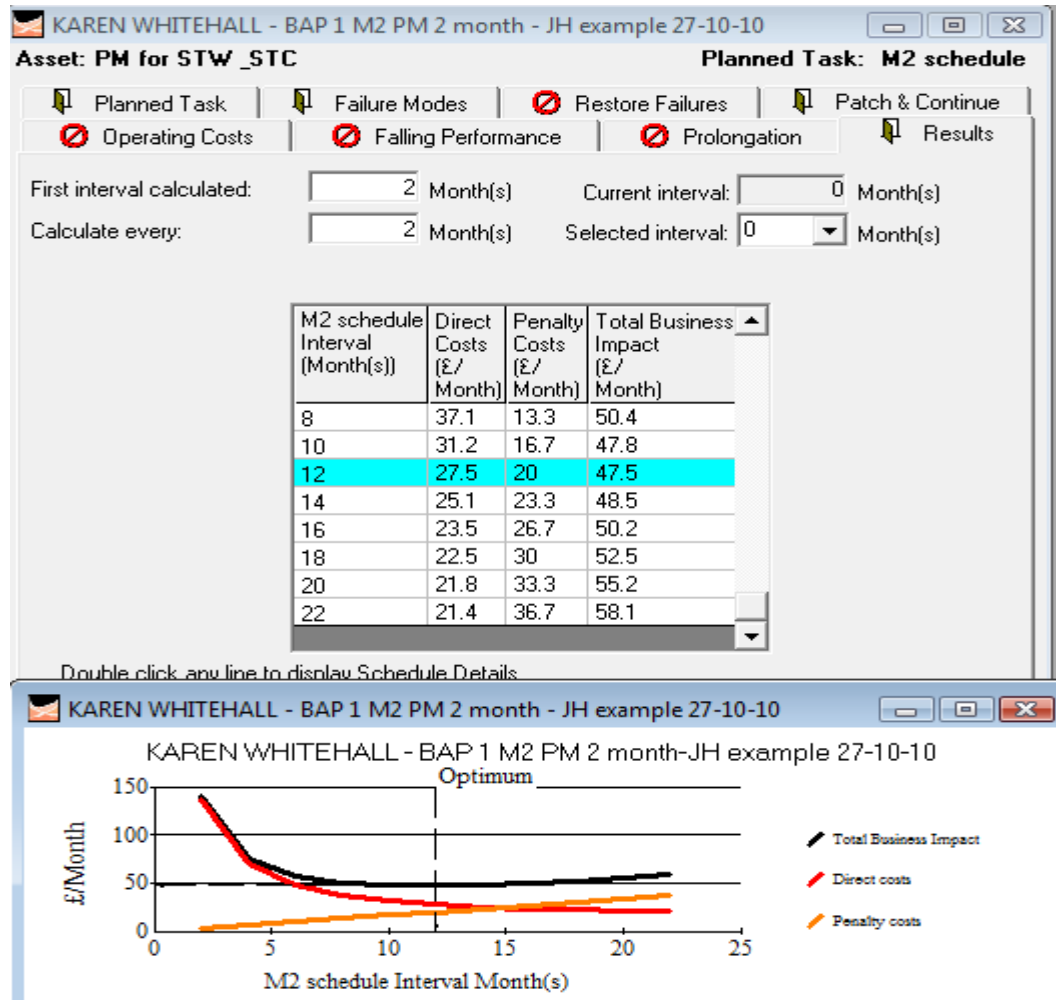 KAREN WHITEHALL - BAP 1 M2 PM 2 month - JH example 27-10-10
Asset: PM for STW _STC Planned Task: M2 schedule
Planned Task Failure Modes Restore Failures Patch & Continue
Operating Costs Falling Performance Prolongation Results
First interval calculated: 2 Month(s) Current interval: 0 Month(s)
Calculate every: 2 Month(s) Selected interval: 0 Month(s)
M2 schedule Direct Penalty Total Business
Interval Costs Costs Impact
(Month(s)) (£/ (£/ (£/
Month) Month) Month)
8 37.1 13.3 50.4
10 31.2 16.7 47.8
12 27.5 20 47.5
14 25.1 23.3 48.5
16 23.5 26.7 50.2
18 22.5 30 52.5
20 21.8 33.3 55.2
22 21.4 36.7 58.1
Double click any line to display Schedule Details
KAREN WHITEHALL - BAP 1 M2 PM 2 month - JH example 27-10-10
KAREN WHITEHALL - BAP 1 M2 PM 2 month-JH example 27-10-10
Optimum
150
100
50
0
£/Month
0 5 10 15 20 25
M2 schedule Interval Month(s)
Total Business Impact
Direct costs
Penalty costs